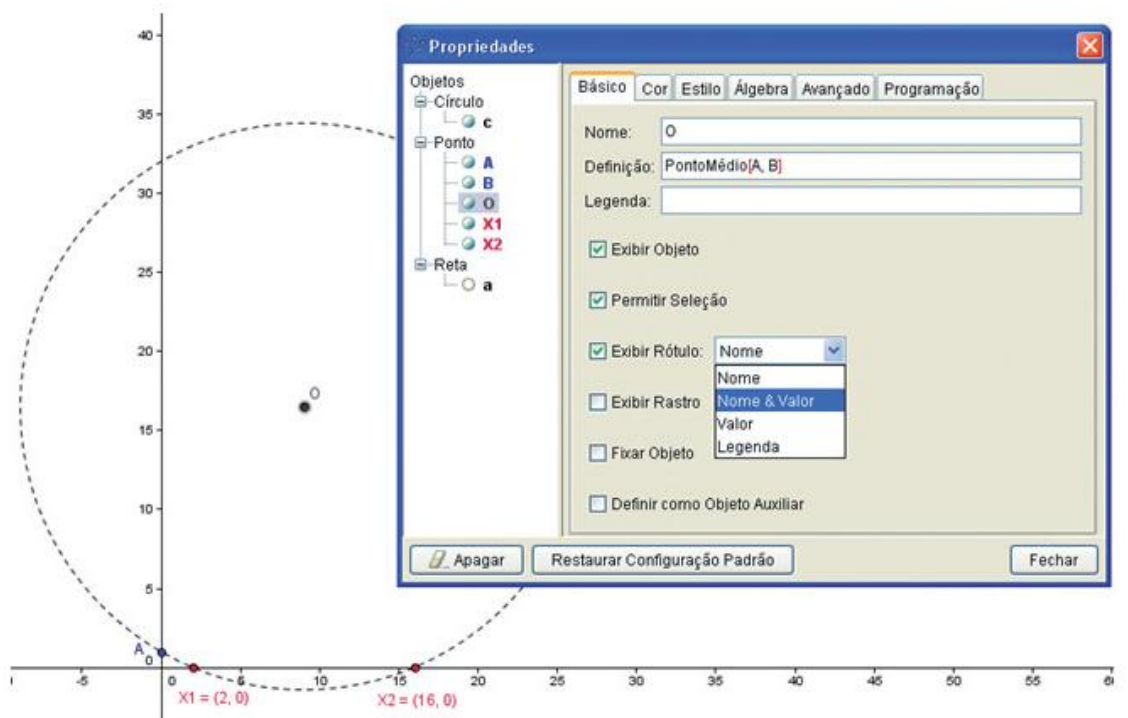 40
35
30
25
20
15
10
5
0
-5
0
5
10
15
20
25
30
35
40
45
50
55
O
A
X1 = (2, 0)
X2 = (16, 0)
Propriedades
Objetos
Círculo
c
Ponto
A
B
O
X1
X2
Reta
a
Básico Cor Estilo Álgebra Avançado Programação
Nome: O
Definição: PontoMédio[A, B]
Legenda:
Exibir Objeto
Permitir Seleção
Exibir Rótulo: Nome
Nome
Nome & Valor
Valor
Legenda
Exibir Rastro
Fixar Objeto
Definir como Objeto Auxiliar
Apagar
Restaurar Configuração Padrão
Fechar